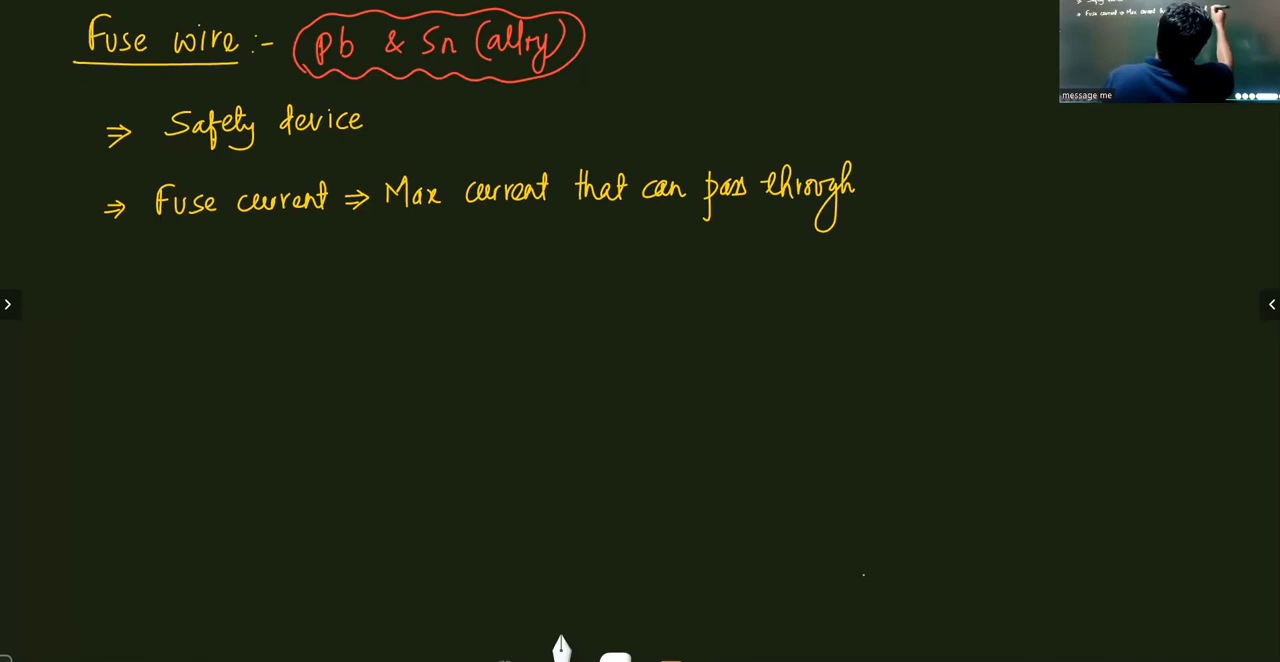 Fuse wire :- Pb & Sn (alloy)
⇒ Safety device
⇒ Fuse current ⇒ Max current that can pass through
message me